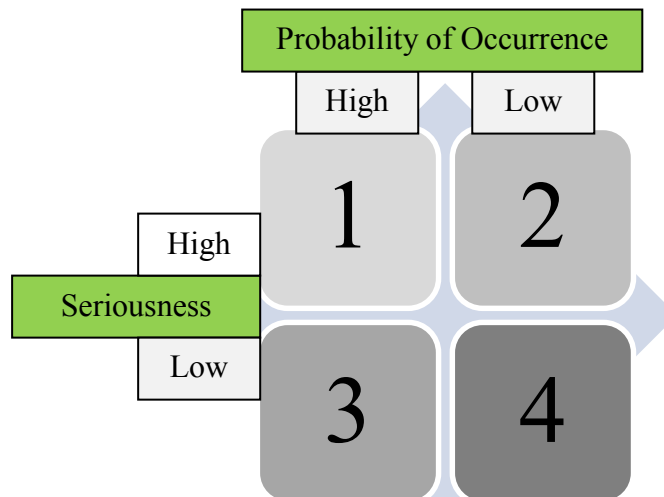 Probability of Occurrence
High
Low
1
2
High
Seriousness
Low
3
4